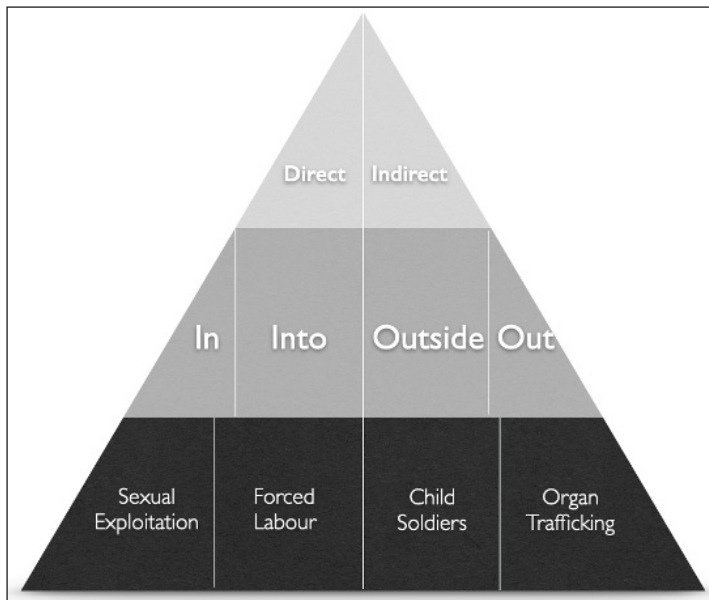 Direct Indirect
In Into Outside Out
Sexual Exploitation
Forced Labour
Child Soldiers
Organ Trafficking